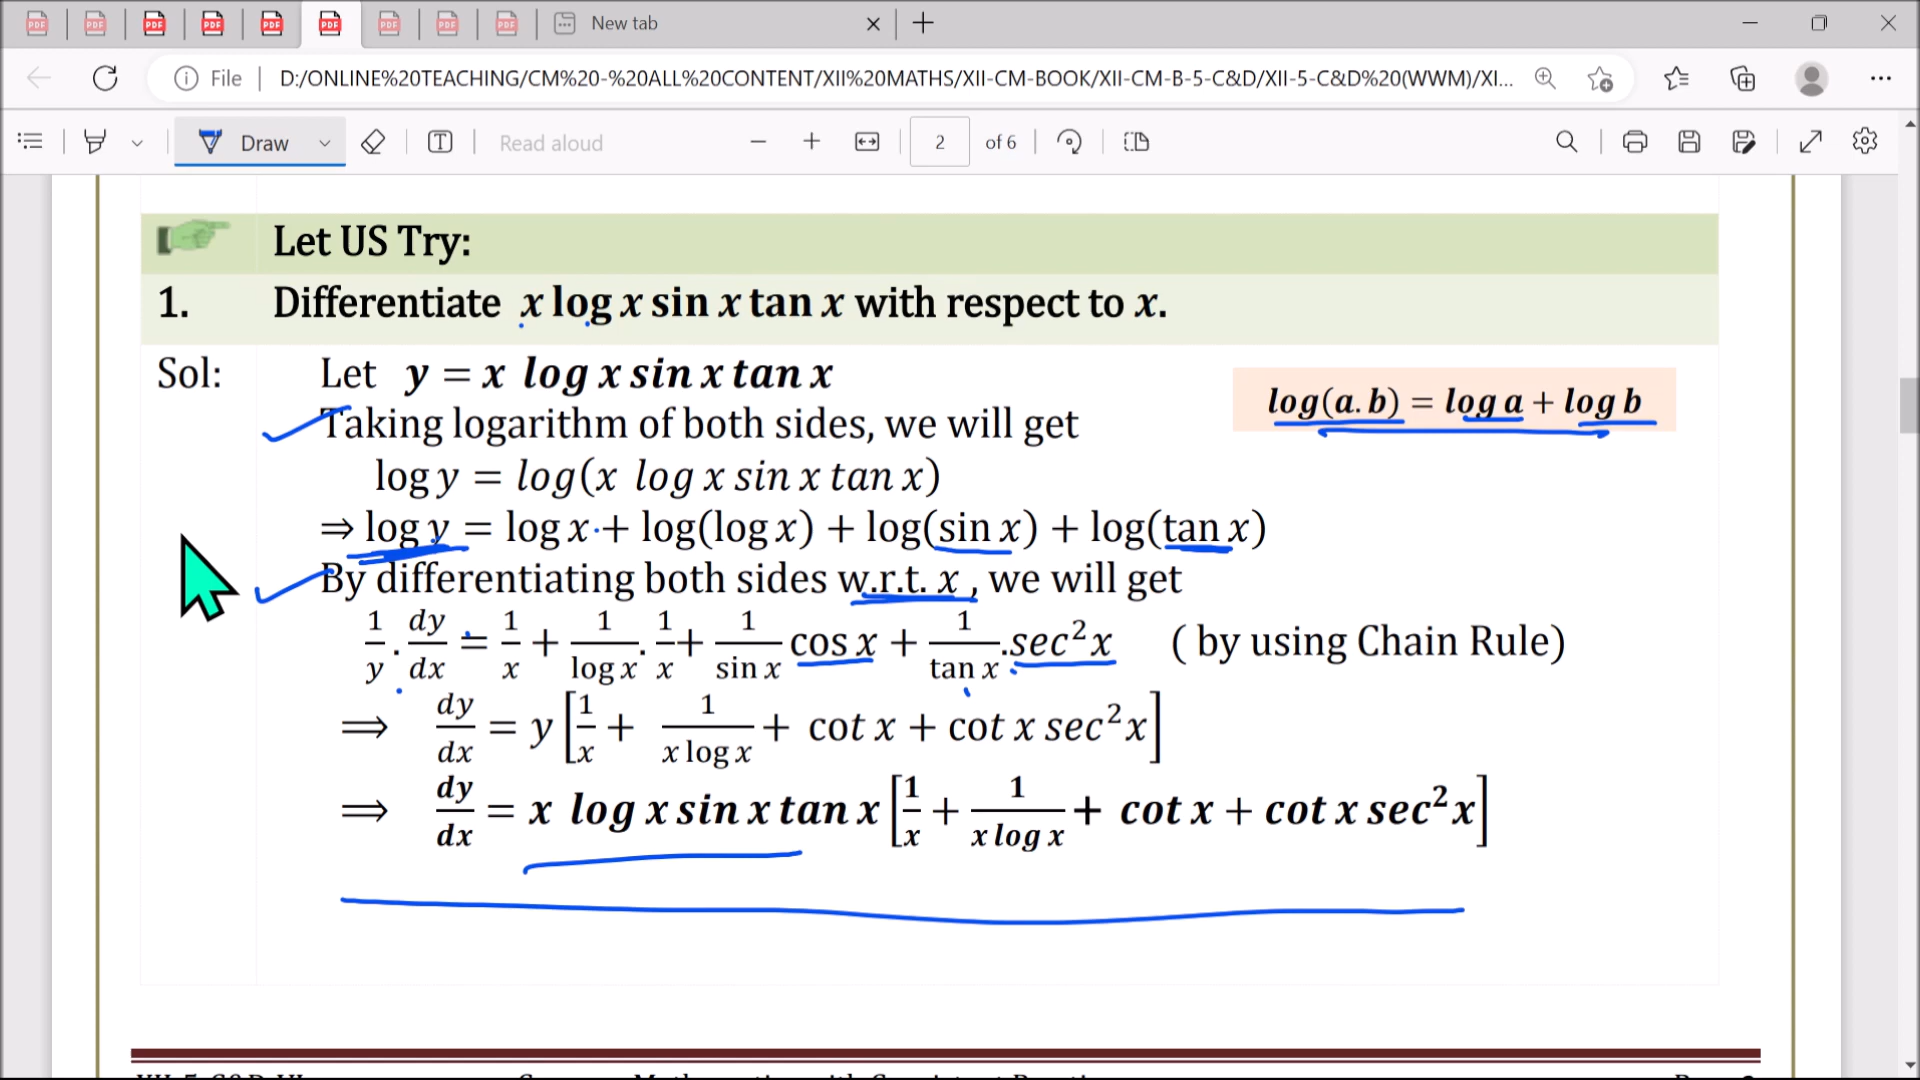 New tab
File
D:/ONLINE%20TEACHING/CM%20-%20ALL%20CONTENT/XII%20MATHS/XII-CM-BOOK/XII-CM-B-5-C&D/XII-5-C&D%20(WWM)/XI...
Draw
Read aloud
2 of 6
Let US Try:
1. Differentiate x log x sin x tan x with respect to x.
Sol: Let y = x log x sin x tan x
log(a. b) = log a + log b
Taking logarithm of both sides, we will get
log y = log(x log x sin x tan x)
⇒ log y = log x + log(log x) + log(sin x) + log(tan x)
By differentiating both sides w.r.t. x , we will get
1/y . dy/dx = 1/x + 1/log x . 1/x + 1/sin x cos x + 1/tan x .sec²x ( by using Chain Rule)
⟹ dy/dx = y [1/x + 1/x log x + cot x + cot x sec²x]
⟹ dy/dx = x log x sin x tan x [1/x + 1/x log x + cot x + cot x sec²x]